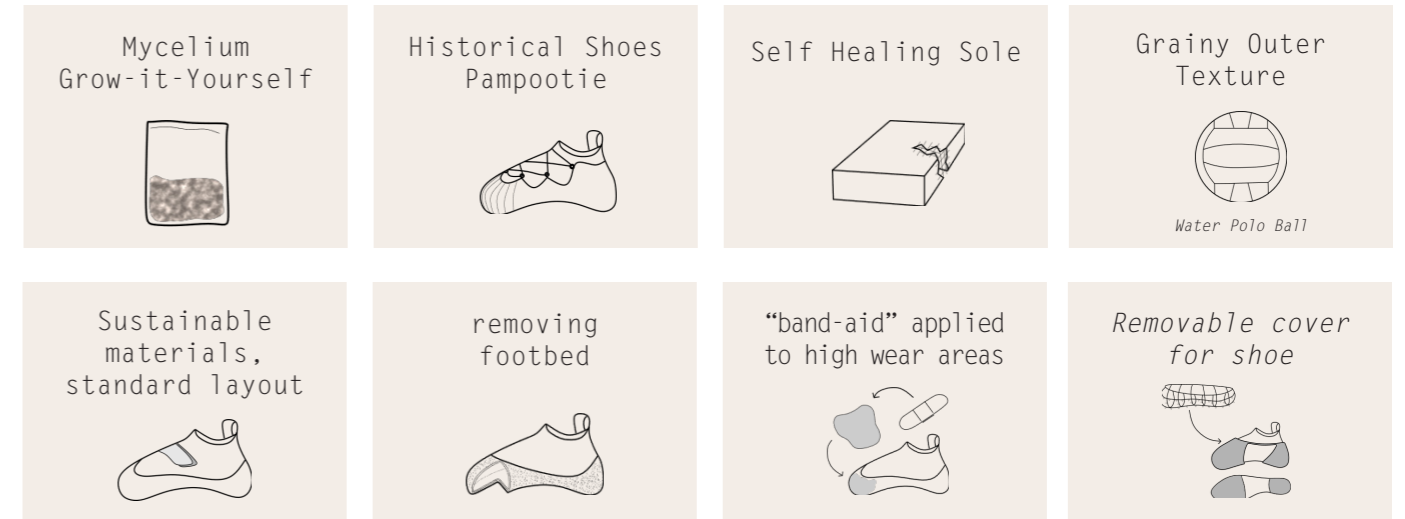 Mycelium
Grow-it-Yourself
Historical Shoes
Pampootie
Self Healing Sole
Grainy Outer
Texture
Water Polo Ball
Sustainable
materials,
standard layout
removing
footbed
“band-aid” applied
to high wear areas
Removable cover
for shoe